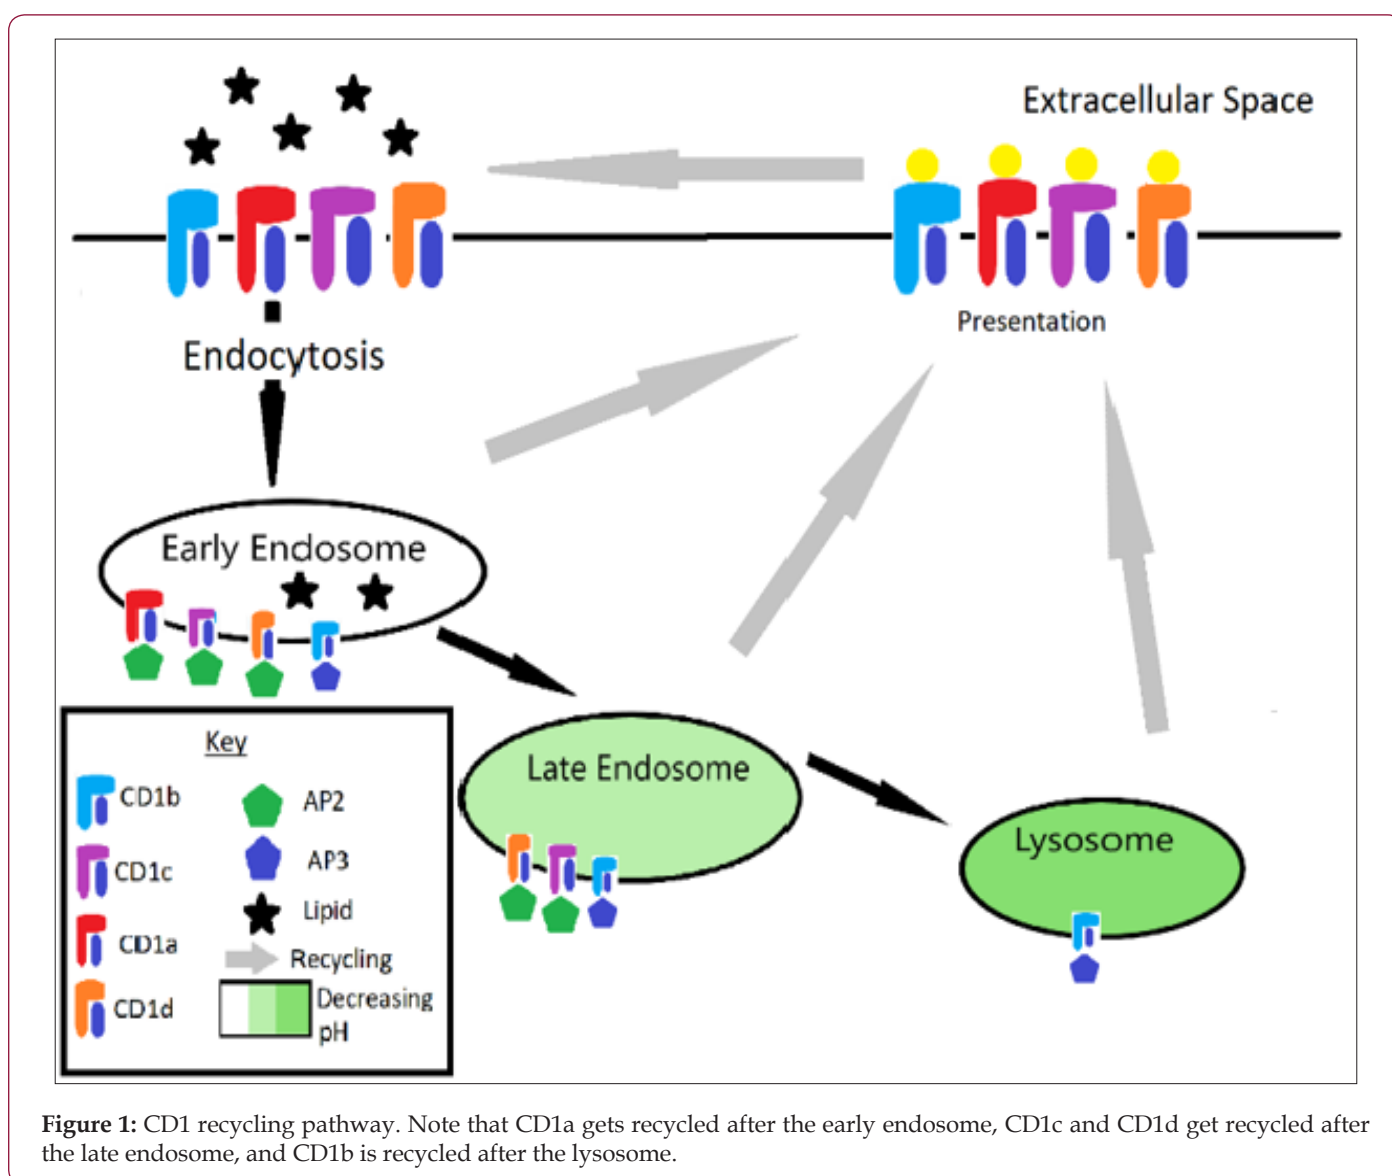 Extracellular Space
Presentation
Endocytosis
Early Endosome
Late Endosome
Lysosome
Key
CD1b
CD1c
CD1a
CD1d
AP2
AP3
Lipid
Recycling
Decreasing
pH
Figure 1: CD1 recycling pathway. Note that CD1a gets recycled after the early endosome, CD1c and CD1d get recycled after
the late endosome, and CD1b is recycled after the lysosome.